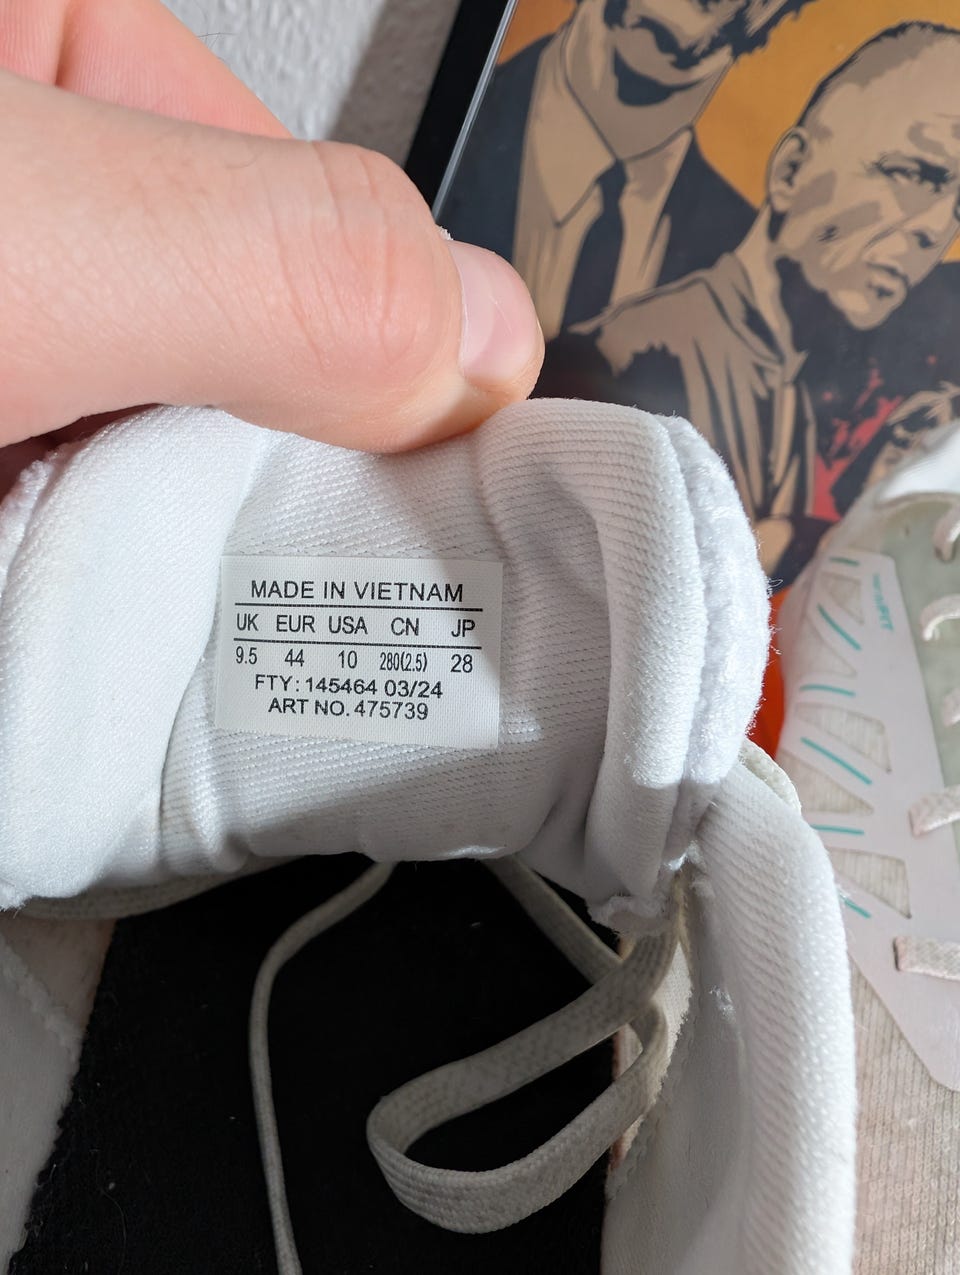 MADE IN VIETNAM
UK EUR USA CN JP
9.5 44 10 280(2.5) 28
FTY: 145464 03/24
ART NO. 475739